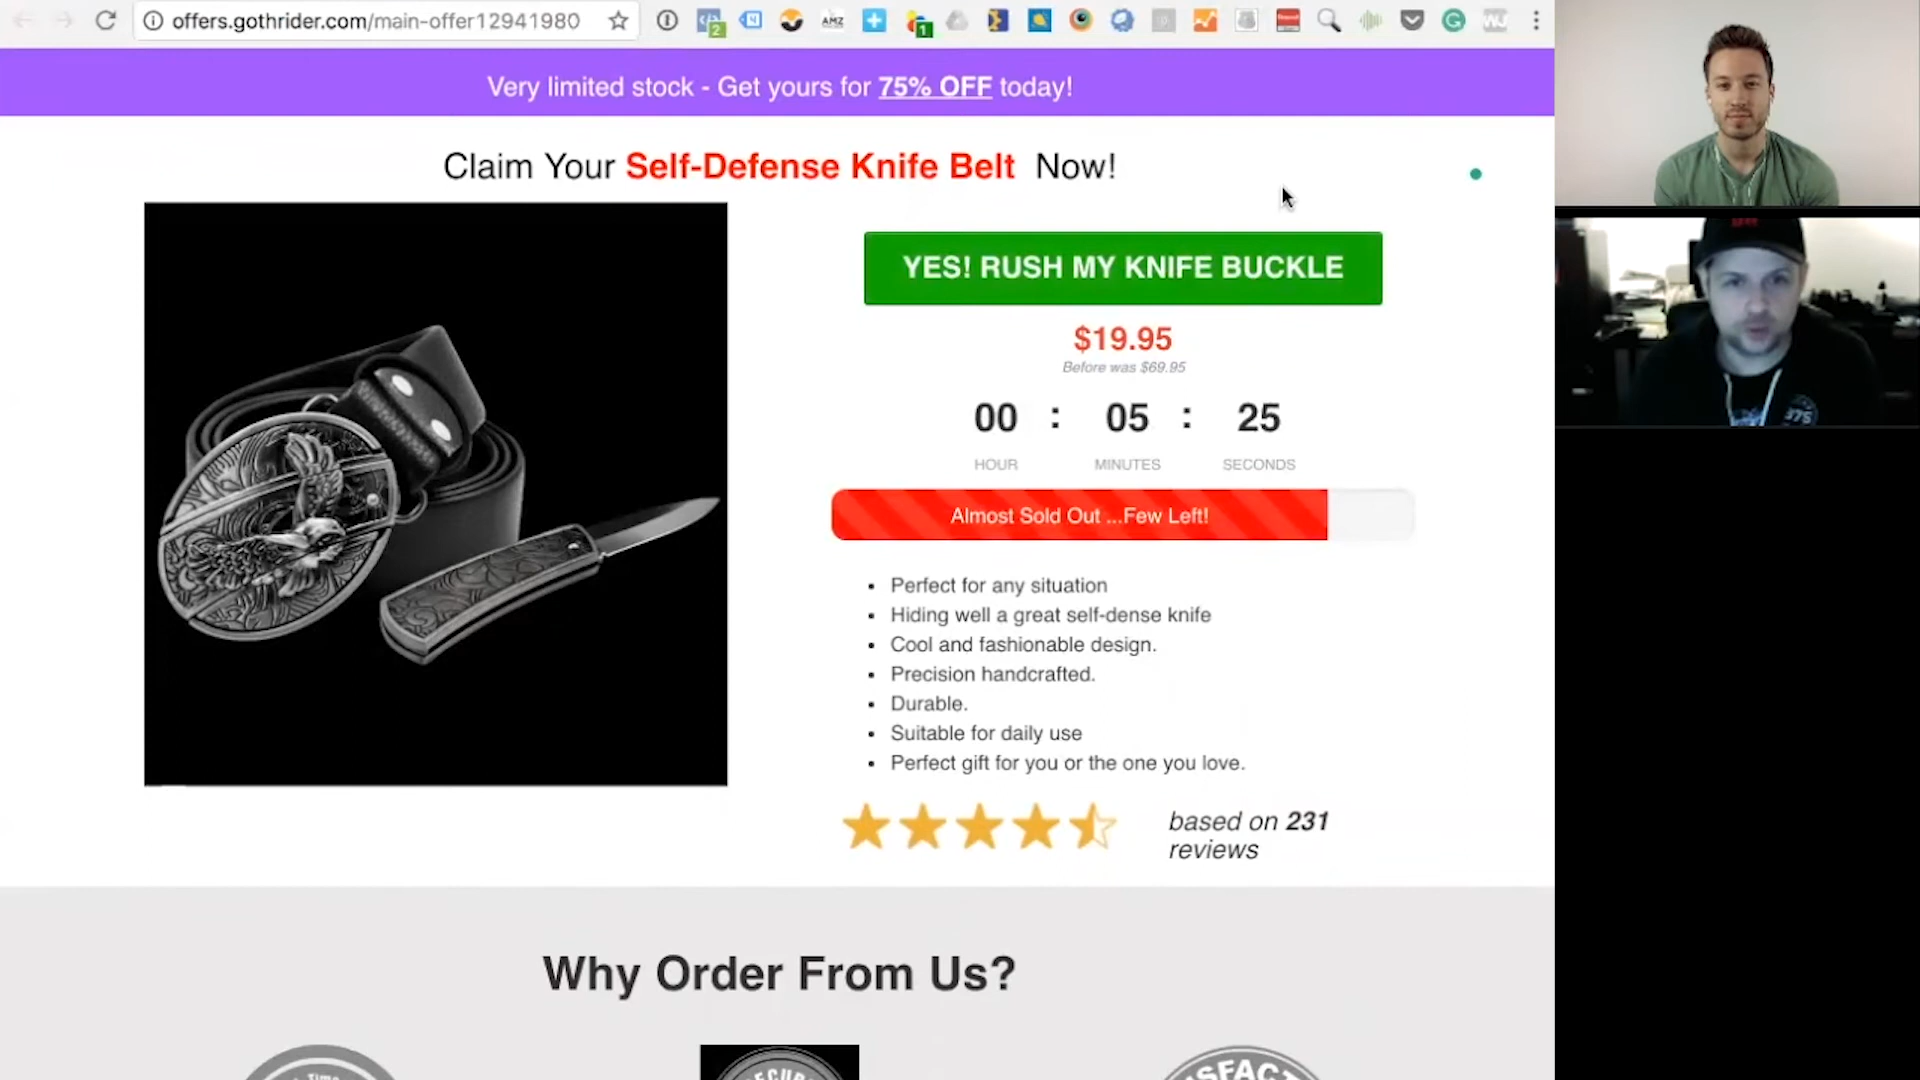 offers.gothrider.com/main-offer12941980
2
AMZ
1
Very limited stock - Get yours for 75% OFF today!
Claim Your Self-Defense Knife Belt Now!
YES! RUSH MY KNIFE BUCKLE
$19.95
Before was $69.95
00 : 05 : 25
HOUR MINUTES SECONDS
Almost Sold Out ...Few Left!
Perfect for any situation
Hiding well a great self-dense knife
Cool and fashionable design.
Precision handcrafted.
Durable.
Suitable for daily use
Perfect gift for you or the one you love.
based on 231
reviews
Why Order From Us?